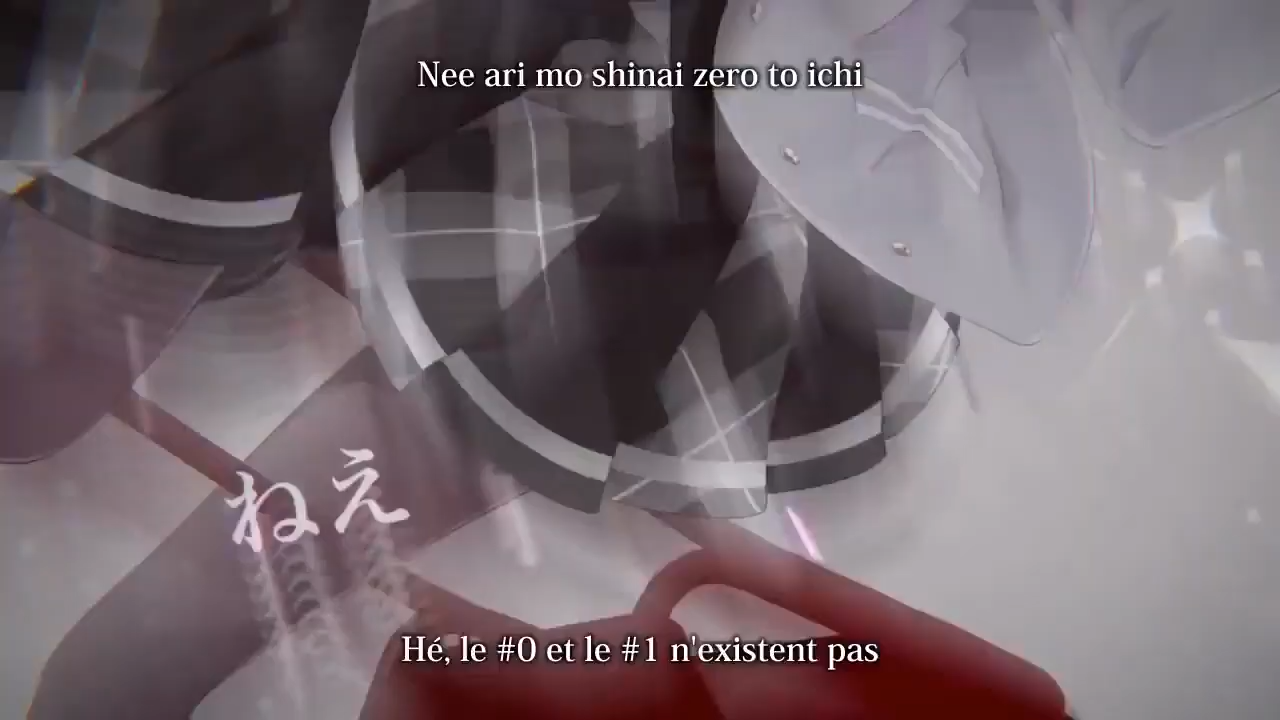 Nee ari mo shinai zero to ichi
ねえ
Hé, le #0 et le #1 n'existent pas